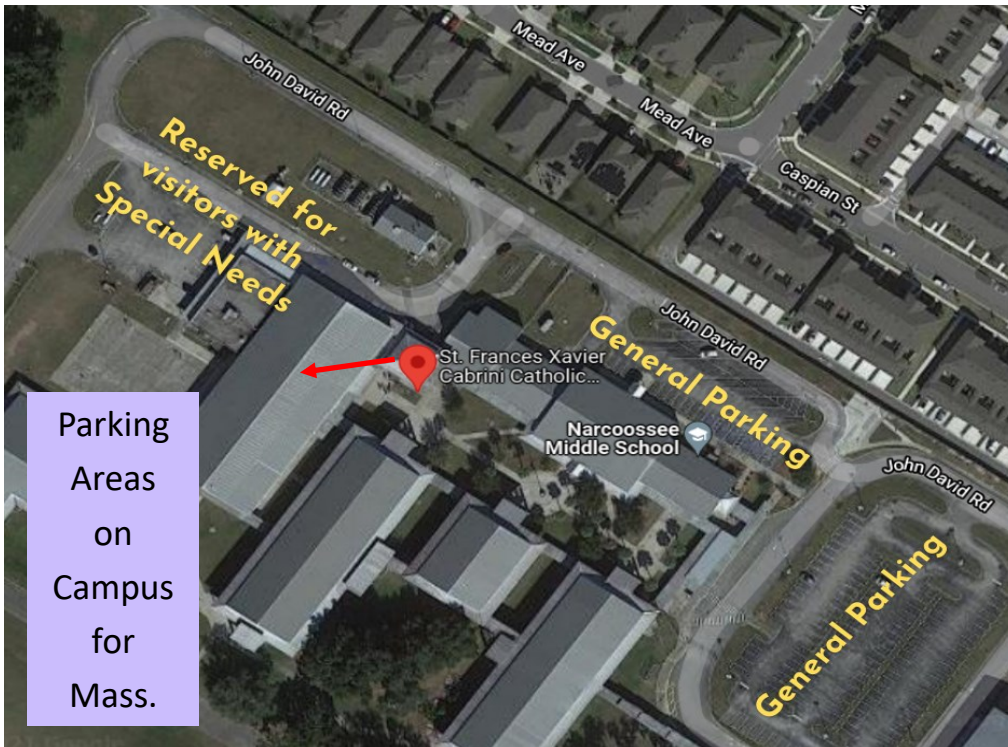 Mead Ave
John David Rd
Mead Ave
Caspian St
Reserved for
visitors with
Special Needs
John David Rd
General Parking
St. Frances Xavier
Cabrini Catholic...
Narcoossee
Middle School
John David Rd
General Parking
Parking
Areas
on
Campus
for
Mass.